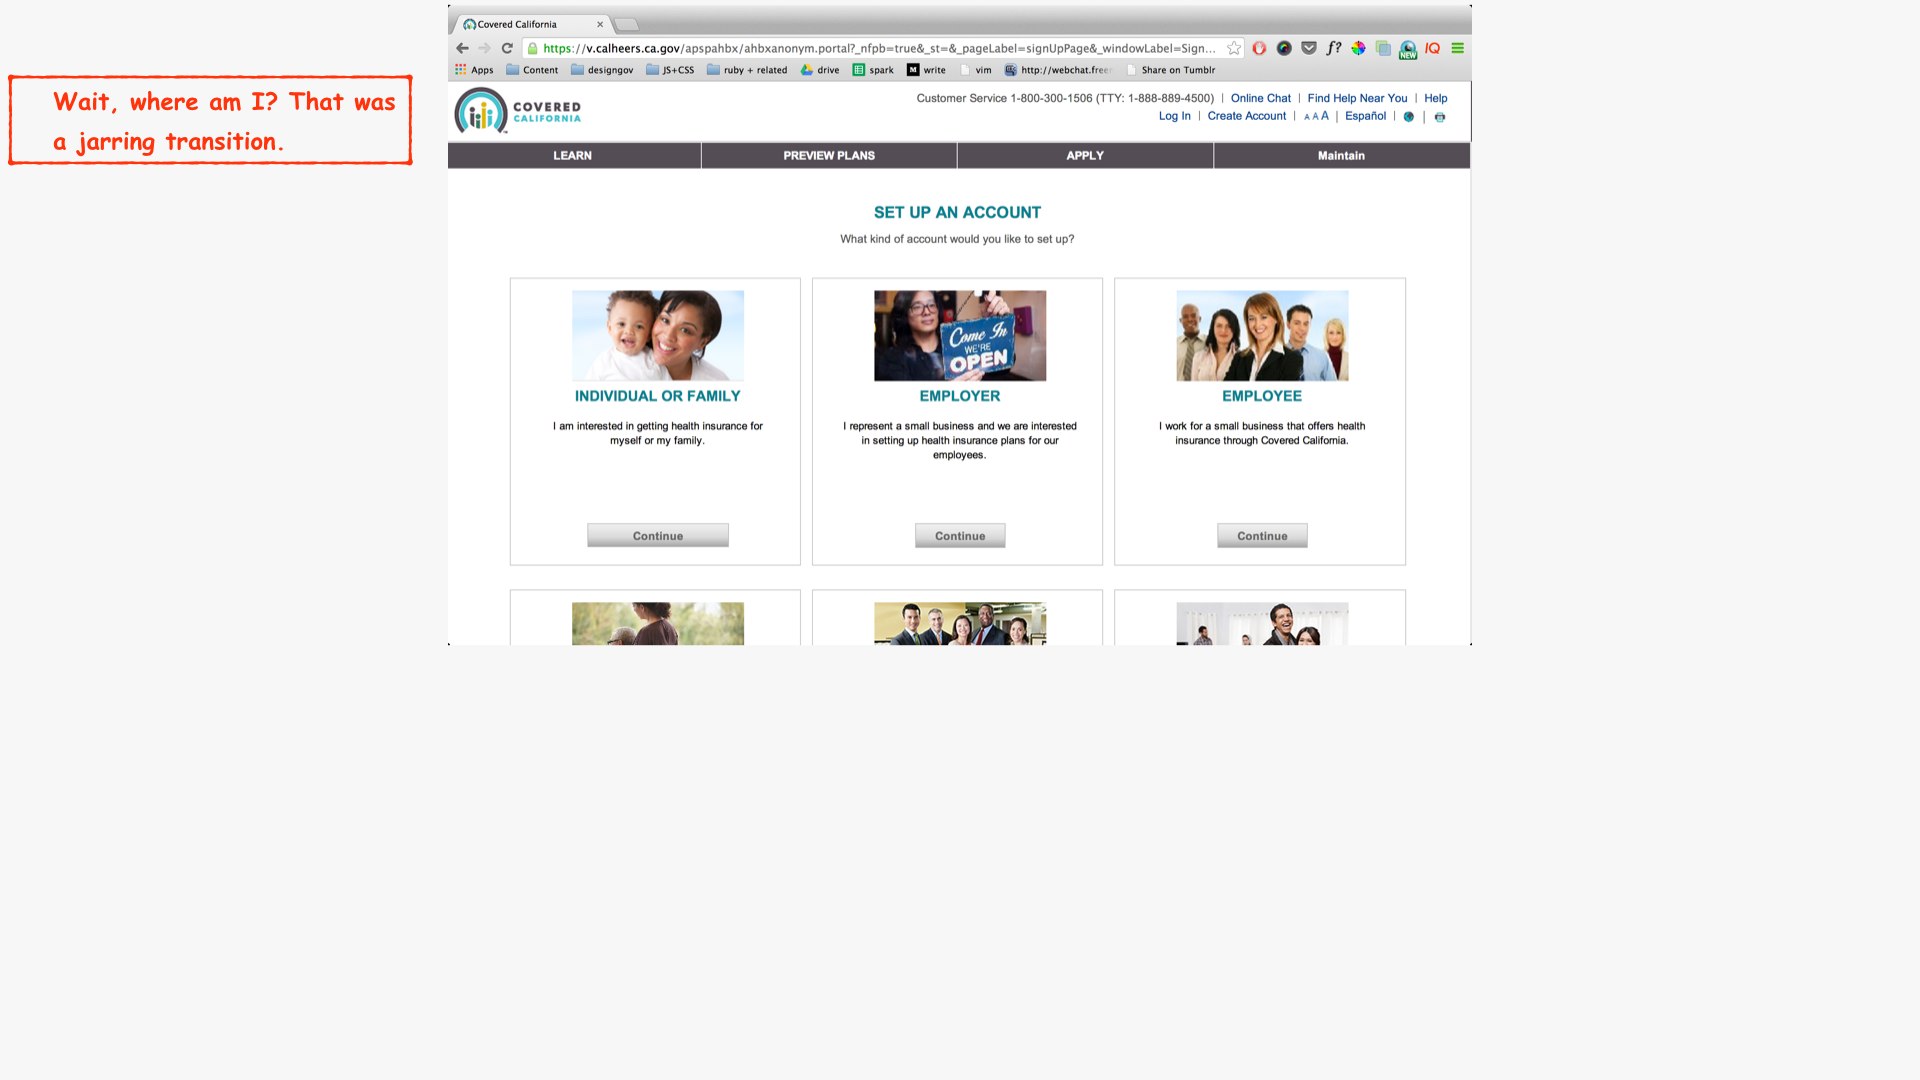 Wait, where am I? That was
a jarring transition.
Covered California
https://v.calheers.ca.gov/apspahbx/ahbxanonym.portal?_nfpb=true&_st=&_pageLabel=signUpPage&_windowLabel=Sign...
f?
NEW
IQ
Apps Content designgov JS+CSS ruby + related drive spark M write vim http://webchat.free Share on Tumblr
COVERED
CALIFORNIA
Customer Service 1-800-300-1506 (TTY: 1-888-889-4500) | Online Chat | Find Help Near You | Help
Log In | Create Account | A A A | Español |
LEARN PREVIEW PLANS APPLY Maintain
SET UP AN ACCOUNT
What kind of account would you like to set up?
Come In
WE'RE
OPEN
INDIVIDUAL OR FAMILY
I am interested in getting health insurance for
myself or my family.
Continue
EMPLOYER
I represent a small business and we are interested
in setting up health insurance plans for our
employees.
Continue
EMPLOYEE
I work for a small business that offers health
insurance through Covered California.
Continue